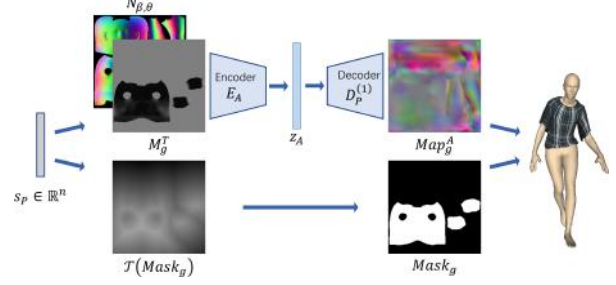 N_{β,θ}
Encoder
E_A
Decoder
D_P^{(1)}
M_g^T
z_A
Map_g^A
s_P ∈ ℝ^n
𝒯(Mask_g)
Mask_g